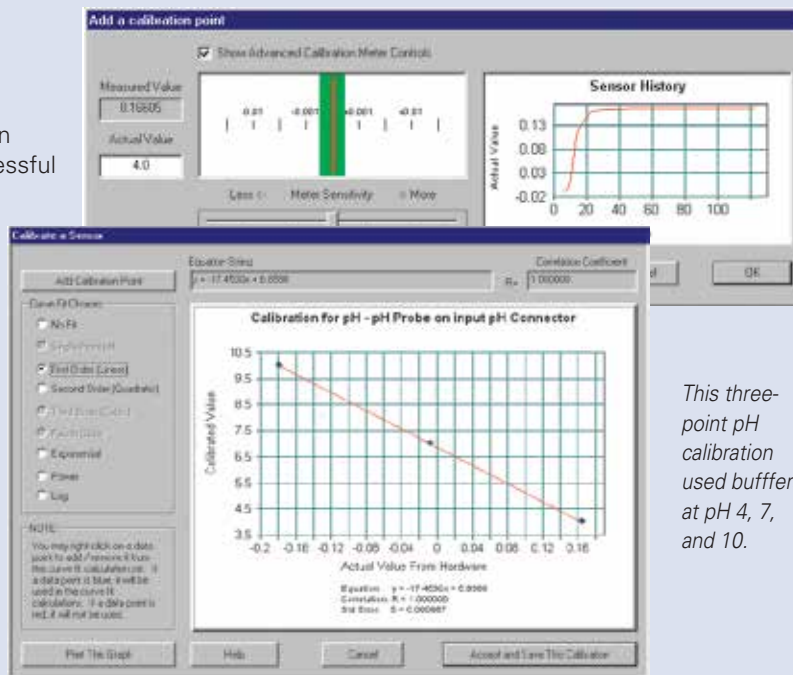 Add a calibration point
Show Advanced Calibration Meter Controls
Measured Value
0.16605
Actual Value
4.0
-0.01 -0.001 +0.001 +0.01
Less <- Meter Sensitivity -> More
Sensor History
Actual Value
0.13
0.08
0.03
-0.02
0 20 40 60 80 100
OK
n
essful
Calibrate a Sensor
Add Calibration Point
Equation String
Correlation Coefficient
R= 1.000000
Curve Fit Choices
No Fit
First Order (Linear)
Second Order (Quadratic)
Exponential
Power
Log
NOTE:
You may right click on a data
point to add/remove it from
the curve fit calculation set. If
a data point is blue, it will be
used in the curve fit
calculations. If a data point is
red, it will not be used.
Calibration for pH - pH Probe on input pH Connector
Calibrated Value
10.5
9.5
8.5
7.5
6.5
5.5
4.5
3.5
-0.2 -0.16 -0.12 -0.08 -0.04 0 0.04 0.08 0.12 0.16
Actual Value From Hardware
Correlation: R = 1.000000
Print This Graph
Help
Cancel
Accept and Save This Calibration
This three-
point pH
calibration
used bufffer
at pH 4, 7,
and 10.